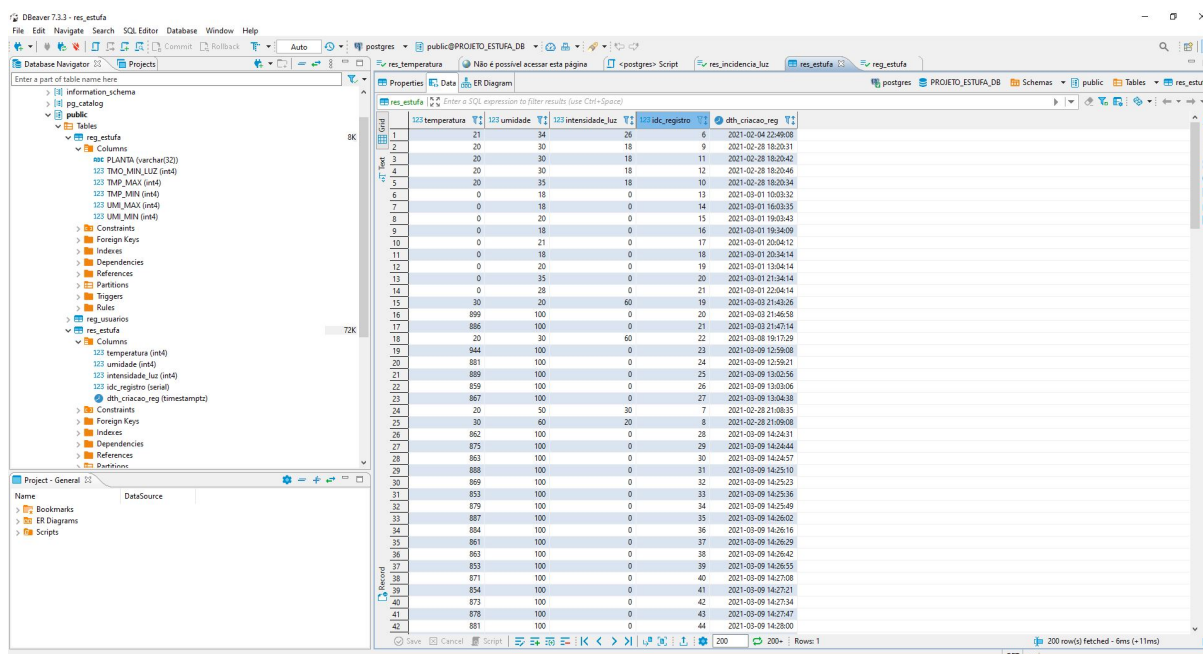 DBeaver 7.3.3 - res_estufa
File Edit Navigate Search SQL Editor Database Window Help
Commit Rollback Auto postgres public@PROJETO_ESTUFA_DB
Database Navigator Projects
Enter a part of table name here
information_schema
pg_catalog
public
Tables
reg_estufa 8K
Columns
ABC PLANTA (varchar(32))
123 TMO_MIN_LUZ (int4)
123 TMP_MAX (int4)
123 TMP_MIN (int4)
123 UMI_MAX (int4)
123 UMI_MIN (int4)
Constraints
Foreign Keys
Indexes
Dependencies
References
Partitions
Triggers
Rules
reg_usuarios
res_estufa 72K
Columns
123 temperatura (int4)
123 umidade (int4)
123 intensidade_luz (int4)
123 idc_registro (serial)
dth_criacao_reg (timestamptz)
Constraints
Foreign Keys
Indexes
Dependencies
References
Partitions
Project - General
Name DataSource
Bookmarks
ER Diagrams
Scripts
res_temperatura Não é possível acessar esta página <postgres> Script res_incidencia_luz res_estufa reg_estufa
Properties Data ER Diagram postgres PROJETO_ESTUFA_DB Schemas public Tables res_estu
res_estufa Enter a SQL expression to filter results (use Ctrl+Space)
Grid
Text
Record
123 temperatura 123 umidade 123 intensidade_luz 123 idc_registro dth_criacao_reg
1 21 34 26 6 2021-02-04 22:49:08
2 20 30 18 9 2021-02-28 18:20:31
3 20 30 18 11 2021-02-28 18:20:42
4 20 30 18 12 2021-02-28 18:20:46
5 20 35 18 10 2021-02-28 18:20:34
6 0 18 0 13 2021-03-01 10:03:32
7 0 18 0 14 2021-03-01 16:03:35
8 0 20 0 15 2021-03-01 19:03:43
9 0 18 0 16 2021-03-01 19:34:09
10 0 21 0 17 2021-03-01 20:04:12
11 0 18 0 18 2021-03-01 20:34:14
12 0 20 0 19 2021-03-01 13:04:14
13 0 35 0 20 2021-03-01 21:34:14
14 0 28 0 21 2021-03-01 22:04:14
15 30 20 60 19 2021-03-03 21:43:26
16 899 100 0 20 2021-03-03 21:46:58
17 886 100 0 21 2021-03-03 21:47:14
18 20 30 60 22 2021-03-08 19:17:29
19 944 100 0 23 2021-03-09 12:59:08
20 881 100 0 24 2021-03-09 12:59:21
21 889 100 0 25 2021-03-09 13:02:56
22 859 100 0 26 2021-03-09 13:03:06
23 867 100 0 27 2021-03-09 13:04:38
24 20 50 30 7 2021-02-28 21:08:35
25 30 60 20 8 2021-02-28 21:09:08
26 862 100 0 28 2021-03-09 14:24:31
27 875 100 0 29 2021-03-09 14:24:44
28 863 100 0 30 2021-03-09 14:24:57
29 888 100 0 31 2021-03-09 14:25:10
30 869 100 0 32 2021-03-09 14:25:23
31 853 100 0 33 2021-03-09 14:25:36
32 879 100 0 34 2021-03-09 14:25:49
33 887 100 0 35 2021-03-09 14:26:02
34 884 100 0 36 2021-03-09 14:26:16
35 861 100 0 37 2021-03-09 14:26:29
36 863 100 0 38 2021-03-09 14:26:42
37 853 100 0 39 2021-03-09 14:26:55
38 871 100 0 40 2021-03-09 14:27:08
39 854 100 0 41 2021-03-09 14:27:21
40 873 100 0 42 2021-03-09 14:27:34
41 878 100 0 43 2021-03-09 14:27:47
42 881 100 0 44 2021-03-09 14:28:00
Save Cancel Script 200 200+ Rows: 1 200 row(s) fetched - 6ms (+11ms)